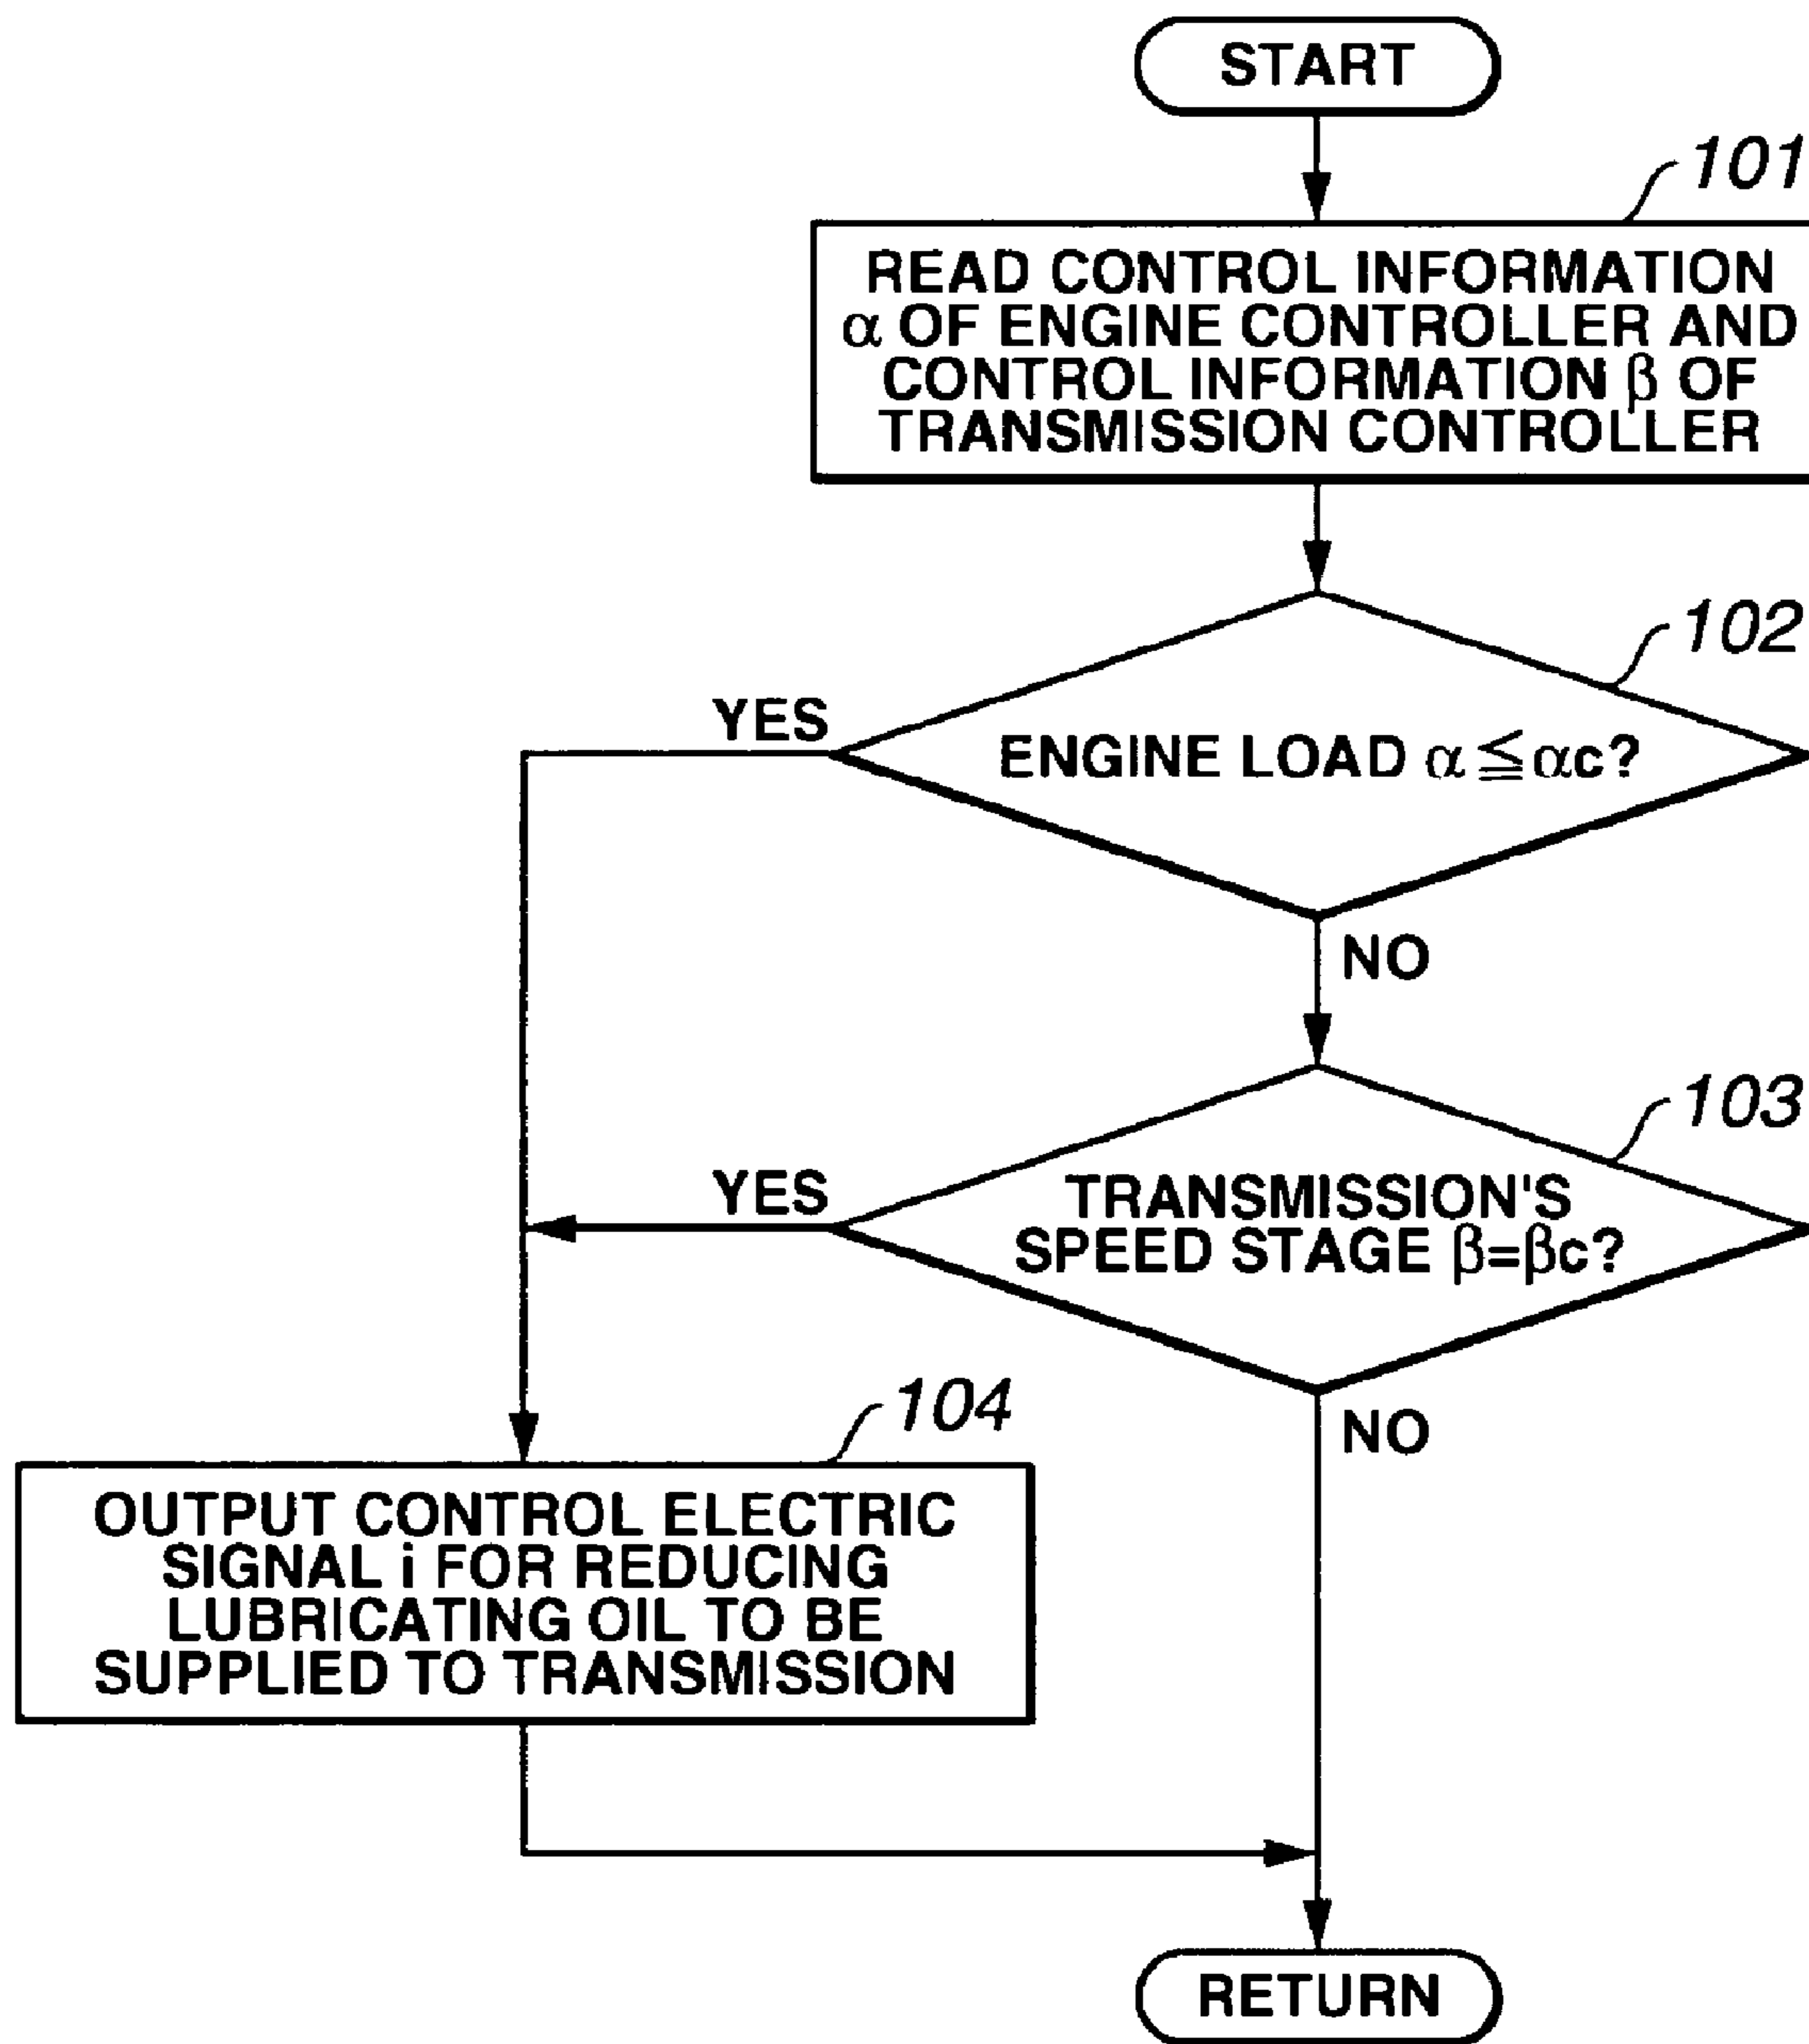 START
101
READ CONTROL INFORMATION
α OF ENGINE CONTROLLER AND
CONTROL INFORMATION β OF
TRANSMISSION CONTROLLER
102
YES
ENGINE LOAD α ≦ αc?
NO
103
YES
TRANSMISSION'S
SPEED STAGE β=βc?
NO
104
OUTPUT CONTROL ELECTRIC
SIGNAL i FOR REDUCING
LUBRICATING OIL TO BE
SUPPLIED TO TRANSMISSION
RETURN